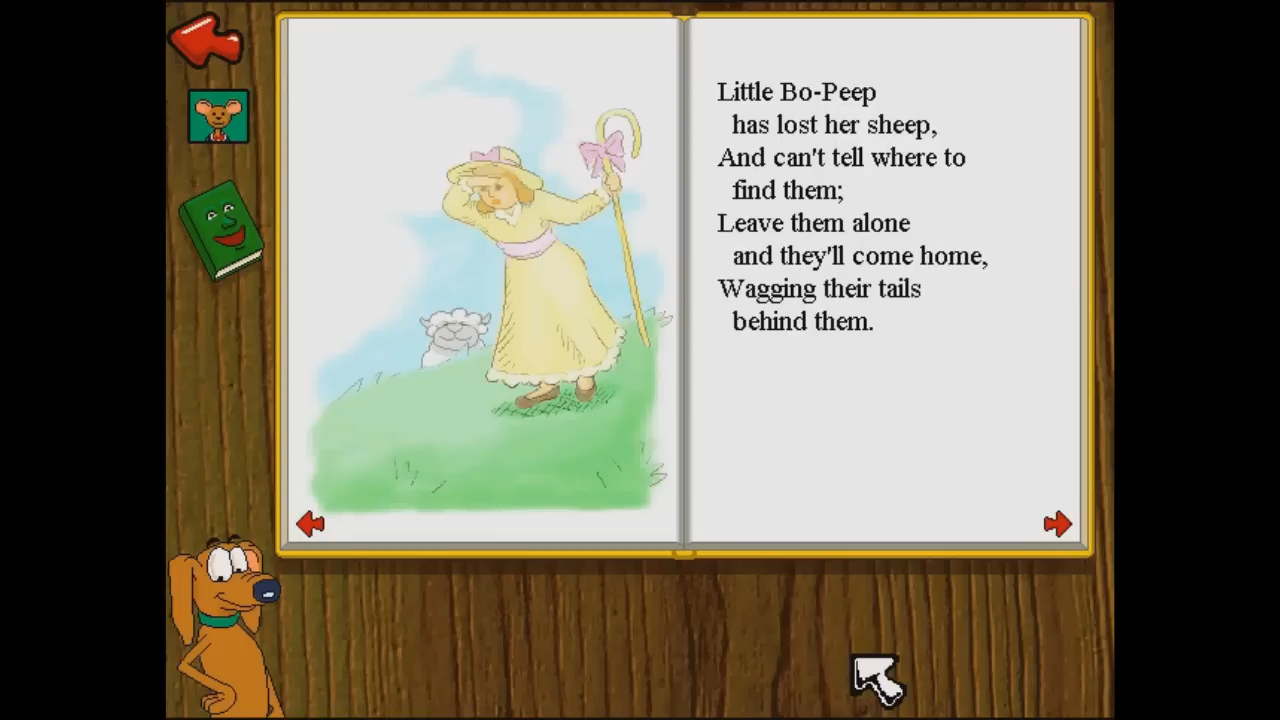 Little Bo-Peep
has lost her sheep,
And can't tell where to
find them;
Leave them alone
and they'll come home,
Wagging their tails
behind them.